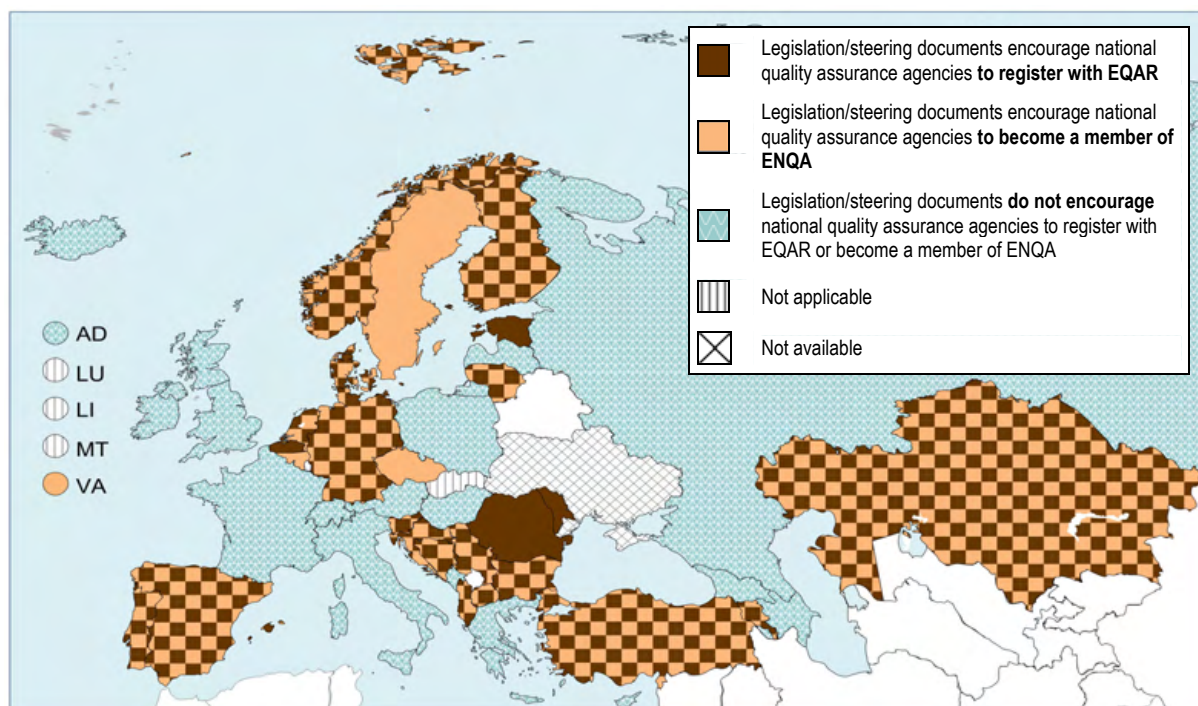 Legislation/steering documents encourage national
quality assurance agencies to register with EQAR
Legislation/steering documents encourage national
quality assurance agencies to become a member of
ENQA
Legislation/steering documents do not encourage
national quality assurance agencies to register with
EQAR or become a member of ENQA
Not applicable
Not available
AD
LU
LI
MT
VA